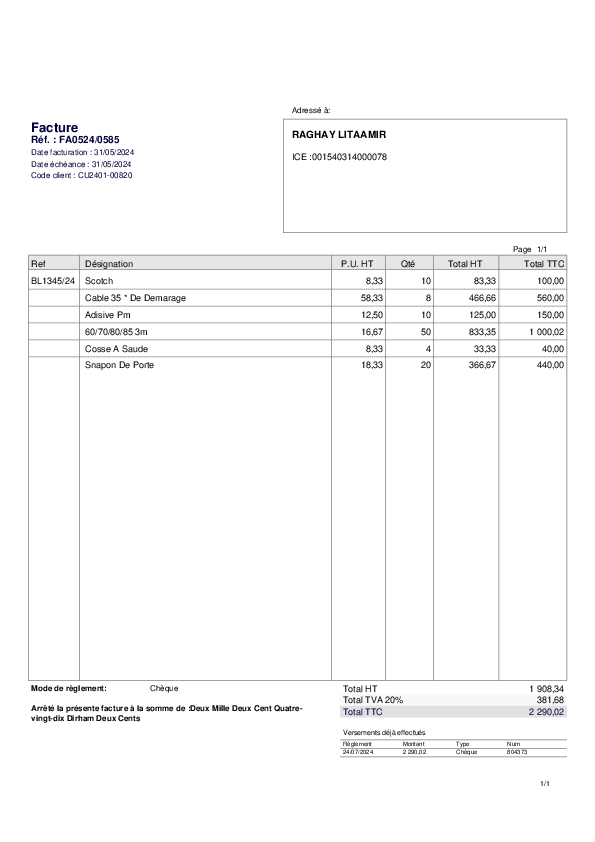 Adressé à:
Facture
Réf. : FA0524/0585
Date facturation : 31/05/2024
Date échéance : 31/05/2024
Code client : CU2401-00820
RAGHAY LITAAMIR
ICE :001540314000078
Page 1/1
Ref Désignation P.U. HT Qté Total HT Total TTC
BL1345/24 Scotch 8,33 10 83,33 100,00
Cable 35 * De Demarage 58,33 8 466,66 560,00
Adisive Pm 12,50 10 125,00 150,00
60/70/80/85 3m 16,67 50 833,35 1 000,02
Cosse A Saude 8,33 4 33,33 40,00
Snapon De Porte 18,33 20 366,67 440,00
Mode de règlement: Chèque
Arrêté la présente facture à la somme de :Deux Mille Deux Cent Quatre-
vingt-dix Dirham Deux Cents
Total HT 1 908,34
Total TVA 20% 381,68
Total TTC 2 290,02
Versements déjà effectués
Règlement Montant Type Num
24/07/2024 2 290,02 Chèque 804373
1/1